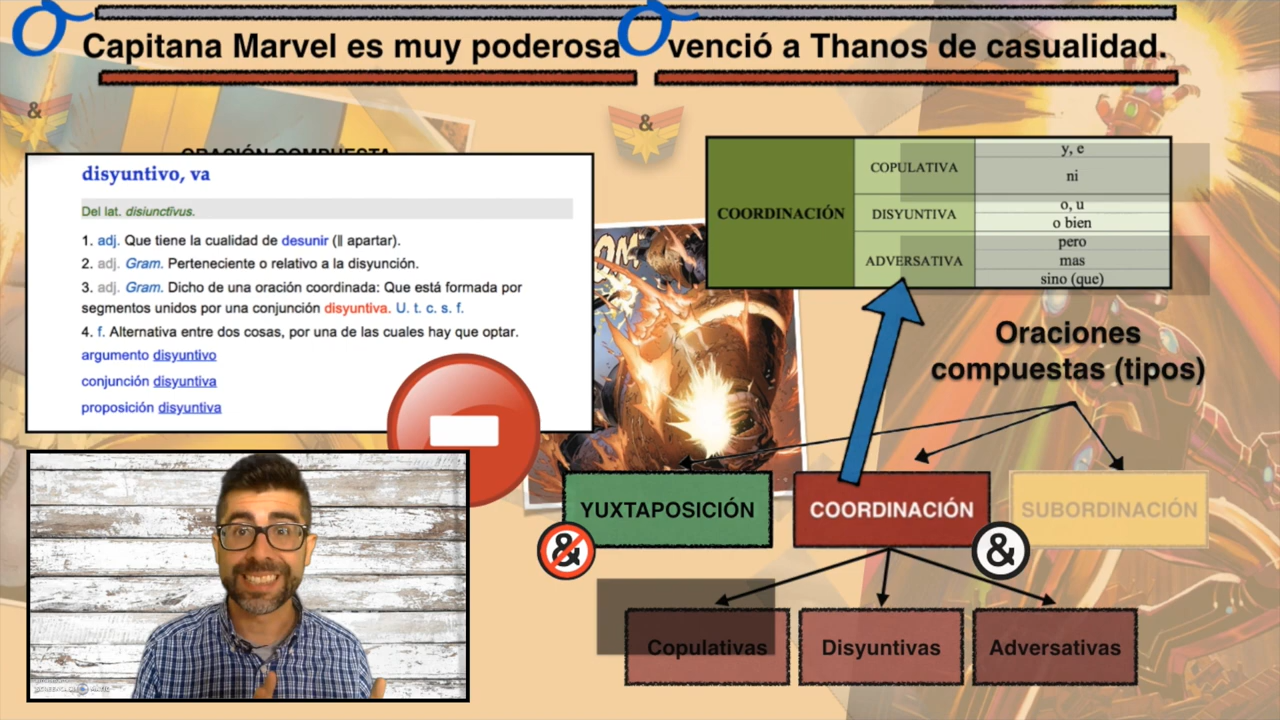 O Capitana Marvel es muy poderosa O venció a Thanos de casualidad.
&
&
ORACIÓN COMPUESTA
disyuntivo, va
Del lat. disiunctīvus.
1. adj. Que tiene la cualidad de desunir (‖ apartar).
2. adj. Gram. Perteneciente o relativo a la disyunción.
3. adj. Gram. Dicho de una oración coordinada: Que está formada por
segmentos unidos por una conjunción disyuntiva. U. t. c. s. f.
4. f. Alternativa entre dos cosas, por una de las cuales hay que optar.
argumento disyuntivo
conjunción disyuntiva
proposición disyuntiva
COORDINACIÓN
COPULATIVA
y, e
ni
DISYUNTIVA
o, u
o bien
ADVERSATIVA
pero
mas
sino (que)
OM
Oraciones
compuestas (tipos)
YUXTAPOSICIÓN
COORDINACIÓN
SUBORDINACIÓN
&
&
Copulativas
Disyuntivas
Adversativas